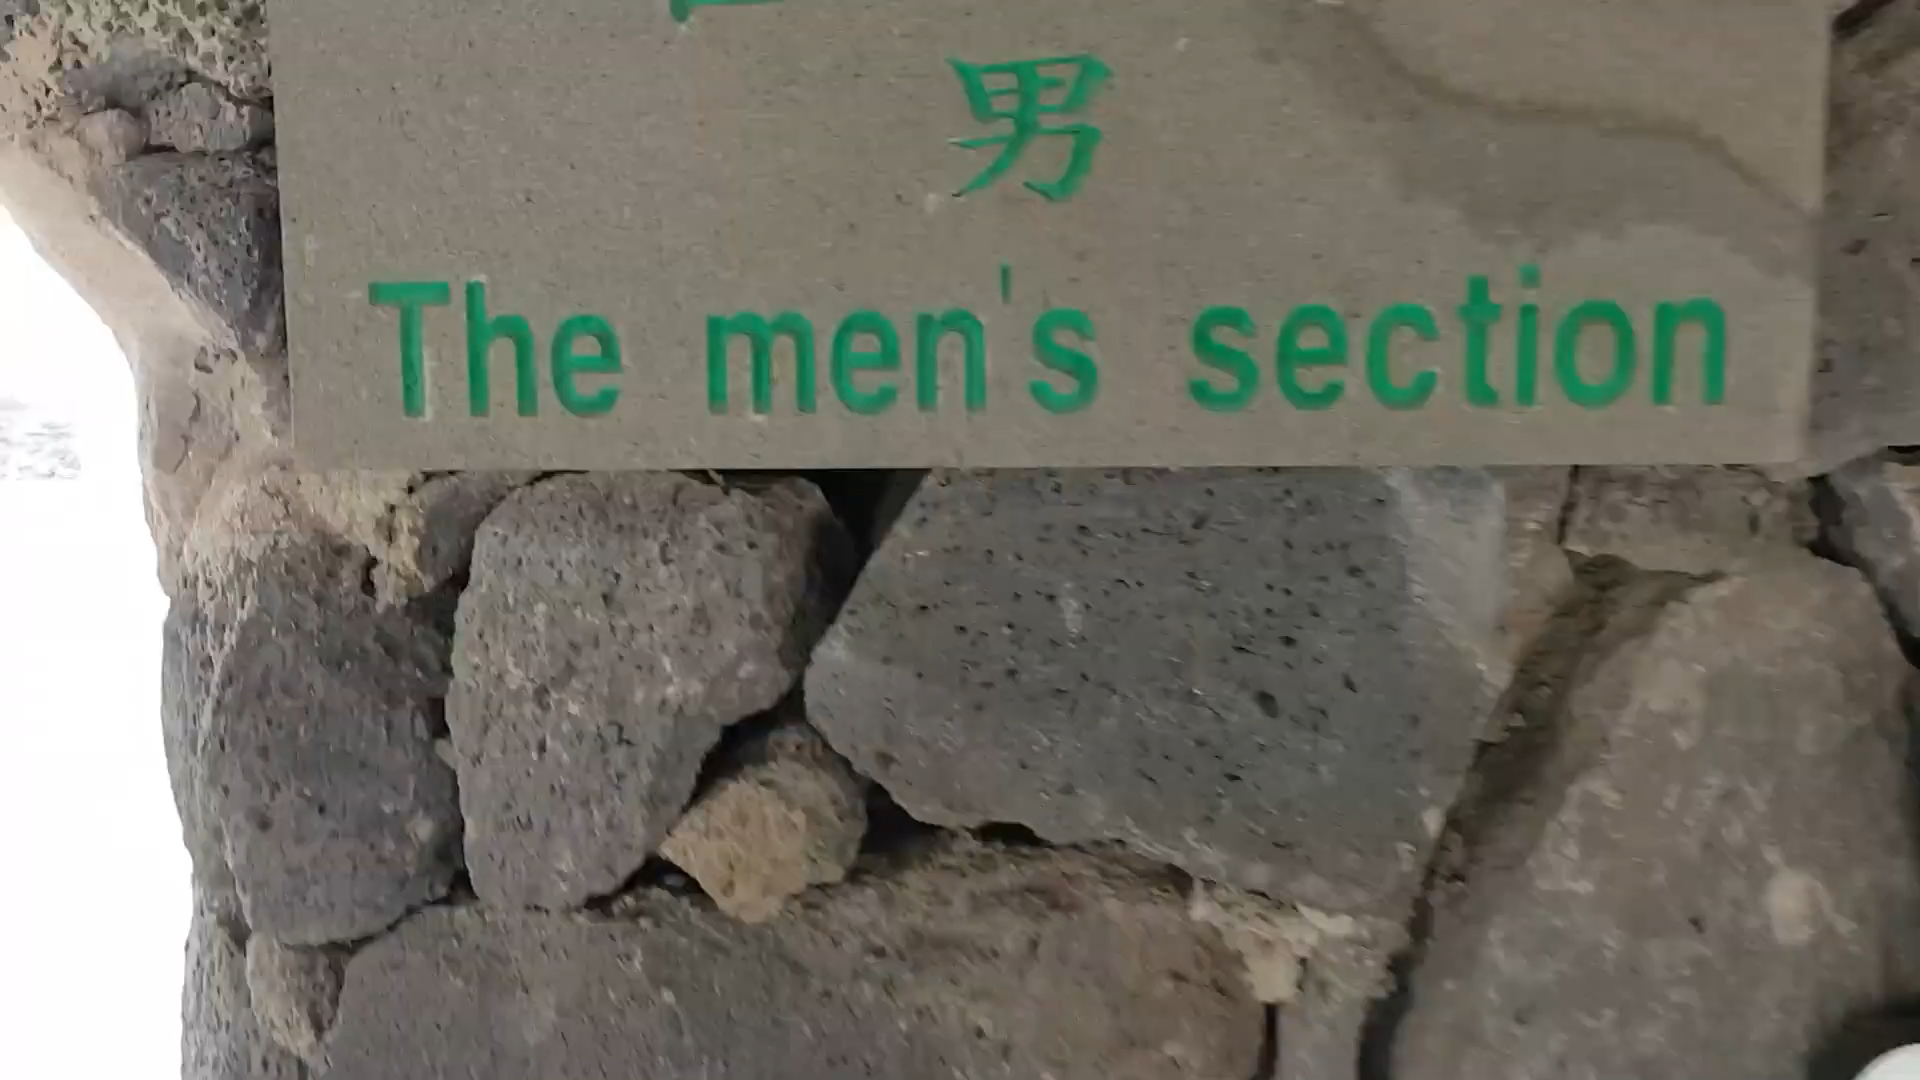 男
The men's section